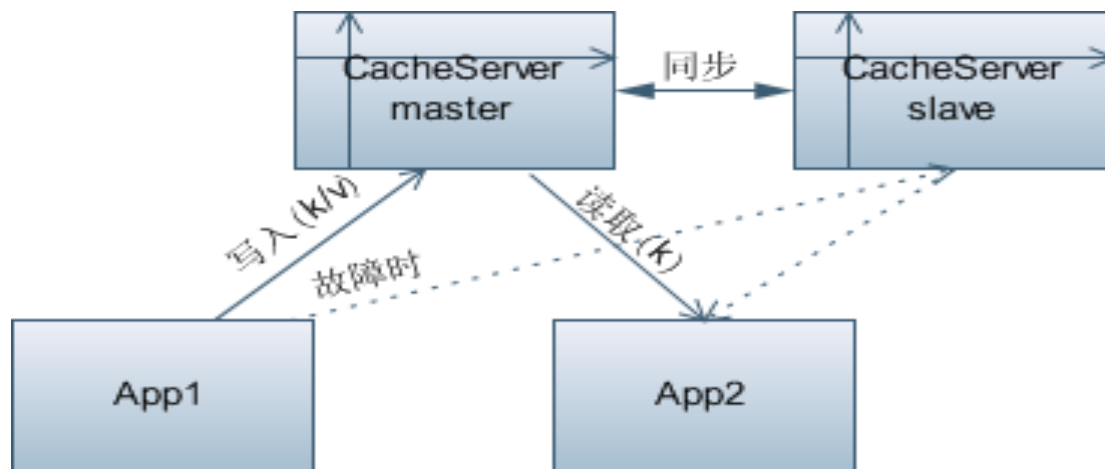 CacheServer
master
同步
CacheServer
slave
写入(k/v)
读取(k)
故障时
App1
App2